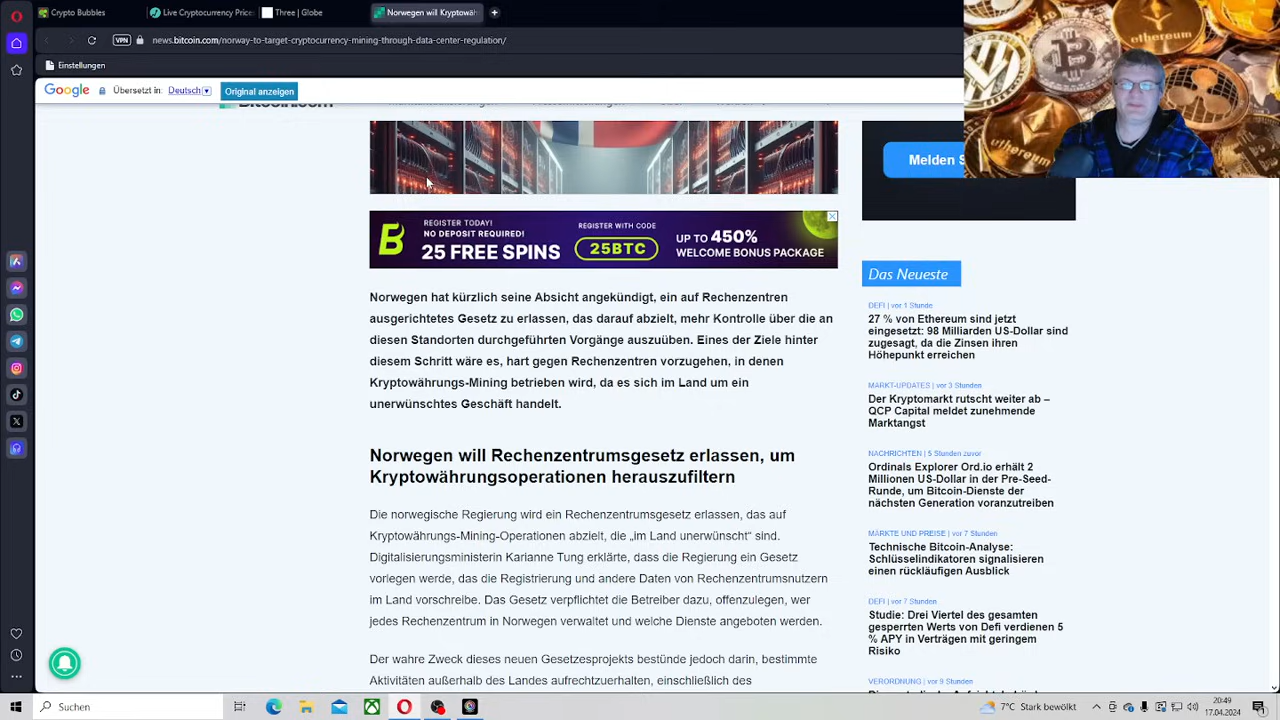 Crypto Bubbles
Live Cryptocurrency Price
Three | Globe
Norwegen will Kryptowäh
VPN
news.bitcoin.com/norway-to-target-cryptocurrency-mining-through-data-center-regulation/
Einstellungen
Google
Übersetzt in:
Deutsch
Original anzeigen
Melden S
REGISTER TODAY!
NO DEPOSIT REQUIRED!
25 FREE SPINS
REGISTER WITH CODE
25BTC
UP TO 450%
WELCOME BONUS PACKAGE
Norwegen hat kürzlich seine Absicht angekündigt, ein auf Rechenzentren
ausgerichtetes Gesetz zu erlassen, das darauf abzielt, mehr Kontrolle über die an
diesen Standorten durchgeführten Vorgänge auszuüben. Eines der Ziele hinter
diesem Schritt wäre es, hart gegen Rechenzentren vorzugehen, in denen
Kryptowährungs-Mining betrieben wird, da es sich im Land um ein
unerwünschtes Geschäft handelt.
Norwegen will Rechenzentrumsgesetz erlassen, um
Kryptowährungsoperationen herauszufiltern
Die norwegische Regierung wird ein Rechenzentrumsgesetz erlassen, das auf
Kryptowährungs-Mining-Operationen abzielt, die „im Land unerwünscht“ sind.
Digitalisierungsministerin Karianne Tung erklärte, dass die Regierung ein Gesetz
vorlegen werde, das die Registrierung und andere Daten von Rechenzentrumsnutzern
im Land vorschreibe. Das Gesetz verpflichtet die Betreiber dazu, offenzulegen, wer
jedes Rechenzentrum in Norwegen verwaltet und welche Dienste angeboten werden.
Der wahre Zweck dieses neuen Gesetzesprojekts bestünde jedoch darin, bestimmte
Aktivitäten außerhalb des Landes aufrechtzuerhalten, einschließlich des
Das Neueste
DEFI | vor 1 Stunde
27 % von Ethereum sind jetzt
eingesetzt: 98 Milliarden US-Dollar sind
zugesagt, da die Zinsen ihren
Höhepunkt erreichen
MARKT-UPDATES | vor 3 Stunden
Der Kryptomarkt rutscht weiter ab –
QCP Capital meldet zunehmende
Marktangst
NACHRICHTEN | 5 Stunden zuvor
Ordinals Explorer Ord.io erhält 2
Millionen US-Dollar in der Pre-Seed-
Runde, um Bitcoin-Dienste der
nächsten Generation voranzutreiben
MÄRKTE UND PREISE | vor 7 Stunden
Technische Bitcoin-Analyse:
Schlüsselindikatoren signalisieren
einen rückläufigen Ausblick
DEFI | vor 7 Stunden
Studie: Drei Viertel des gesamten
gesperrten Werts von Defi verdienen 5
% APY in Verträgen mit geringem
Risiko
VERORDNUNG | vor 9 Stunden
Suchen
7°C Stark bewölkt
20:49
17.04.2024